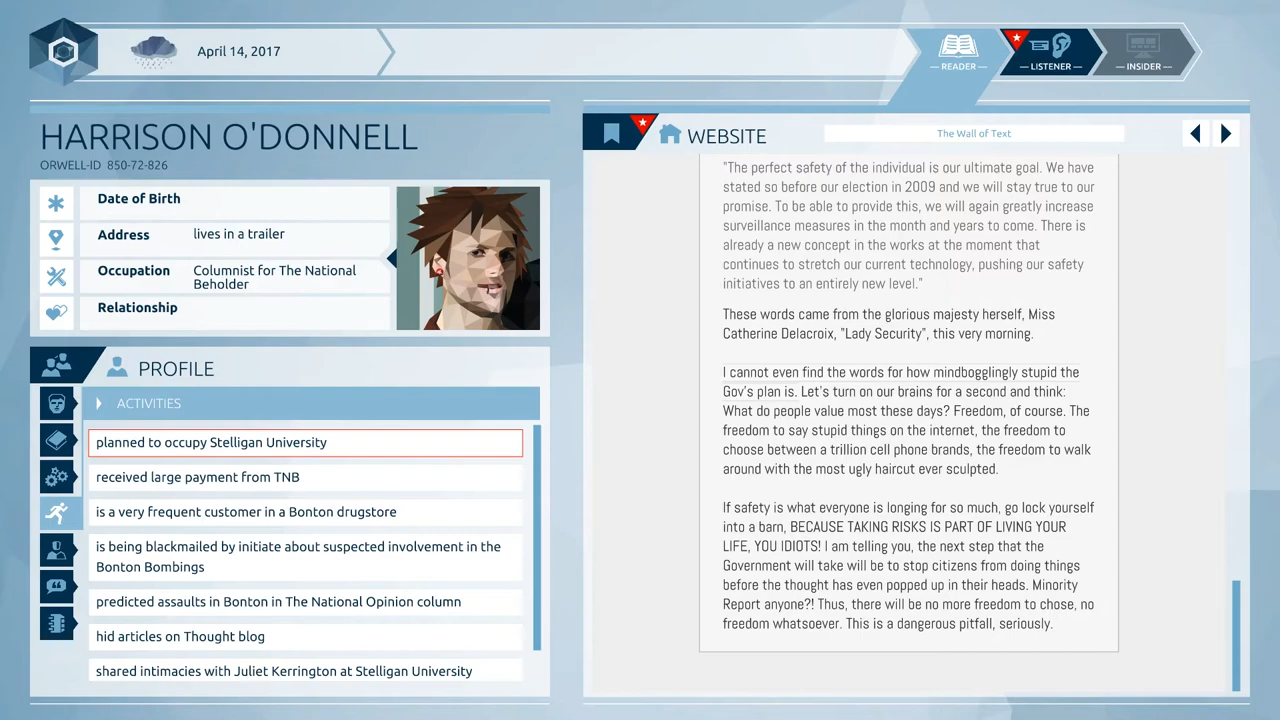 April 14, 2017
— READER —
— LISTENER —
— INSIDER —
HARRISON O'DONNELL
ORWELL-ID 850-72-826
Date of Birth
Address lives in a trailer
Occupation Columnist for The National
Beholder
Relationship
PROFILE
ACTIVITIES
planned to occupy Stelligan University
received large payment from TNB
is a very frequent customer in a Bonton drugstore
is being blackmailed by initiate about suspected involvement in the
Bonton Bombings
predicted assaults in Bonton in The National Opinion column
hid articles on Thought blog
shared intimacies with Juliet Kerrington at Stelligan University
WEBSITE
The Wall of Text
"The perfect safety of the individual is our ultimate goal. We have
stated so before our election in 2009 and we will stay true to our
promise. To be able to provide this, we will again greatly increase
surveillance measures in the month and years to come. There is
already a new concept in the works at the moment that
continues to stretch our current technology, pushing our safety
initiatives to an entirely new level."
These words came from the glorious majesty herself, Miss
Catherine Delacroix, "Lady Security", this very morning.
I cannot even find the words for how mindbogglingly stupid the
Gov's plan is. Let's turn on our brains for a second and think:
What do people value most these days? Freedom, of course. The
freedom to say stupid things on the internet, the freedom to
choose between a trillion cell phone brands, the freedom to walk
around with the most ugly haircut ever sculpted.
If safety is what everyone is longing for so much, go lock yourself
into a barn, BECAUSE TAKING RISKS IS PART OF LIVING YOUR
LIFE, YOU IDIOTS! I am telling you, the next step that the
Government will take will be to stop citizens from doing things
before the thought has even popped up in their heads. Minority
Report anyone?! Thus, there will be no more freedom to chose, no
freedom whatsoever. This is a dangerous pitfall, seriously.